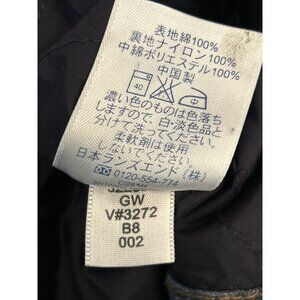 表地綿100%
裏地ナイロン100%
中綿ポリエステル100%
中国製
40
濃い色のものは色落
しますので、白・淡色品と
分けて洗ってください。
柔軟剤は使用
しないでください。
日本ランズエンド(株)
0120-554-774
GW
V#3272
B8
002